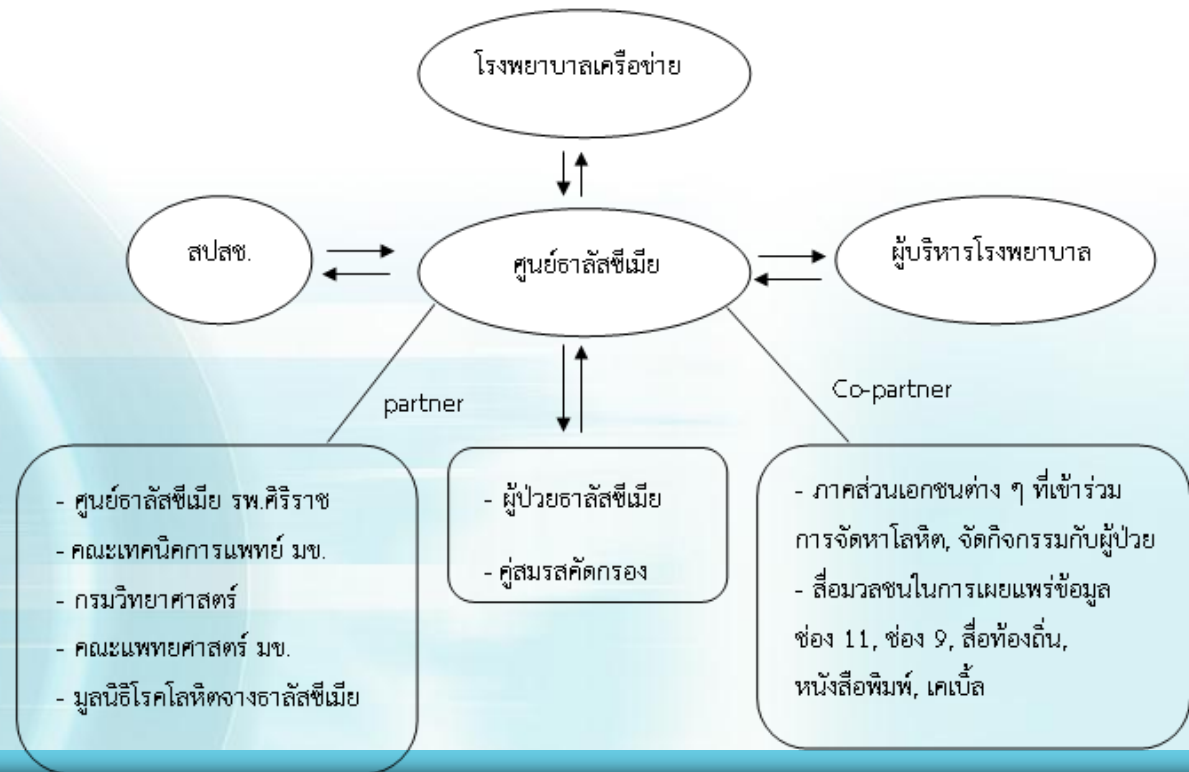 โรงพยาบาลเครือข่าย
สปสช.
ศูนย์ธาลัสซีเมีย
ผู้บริหารโรงพยาบาล
partner
Co-partner
- ศูนย์ธาลัสซีเมีย รพ.ศิริราช
- คณะเทคนิคการแพทย์ มข.
- กรมวิทยาศาสตร์
- คณะแพทยศาสตร์ มข.
- มูลนิธิโรคโลหิตจางธาลัสซีเมีย
- ผู้ป่วยธาลัสซีเมีย
- คู่สมรสคัดกรอง
- ภาคส่วนเอกชนต่าง ๆ ที่เข้าร่วม
การจัดหาโลหิต, จัดกิจกรรมกับผู้ป่วย
- สื่อมวลชนในการเผยแพร่ข้อมูล
ช่อง 11, ช่อง 9, สื่อท้องถิ่น,
หนังสือพิมพ์, เคเบิ้ล